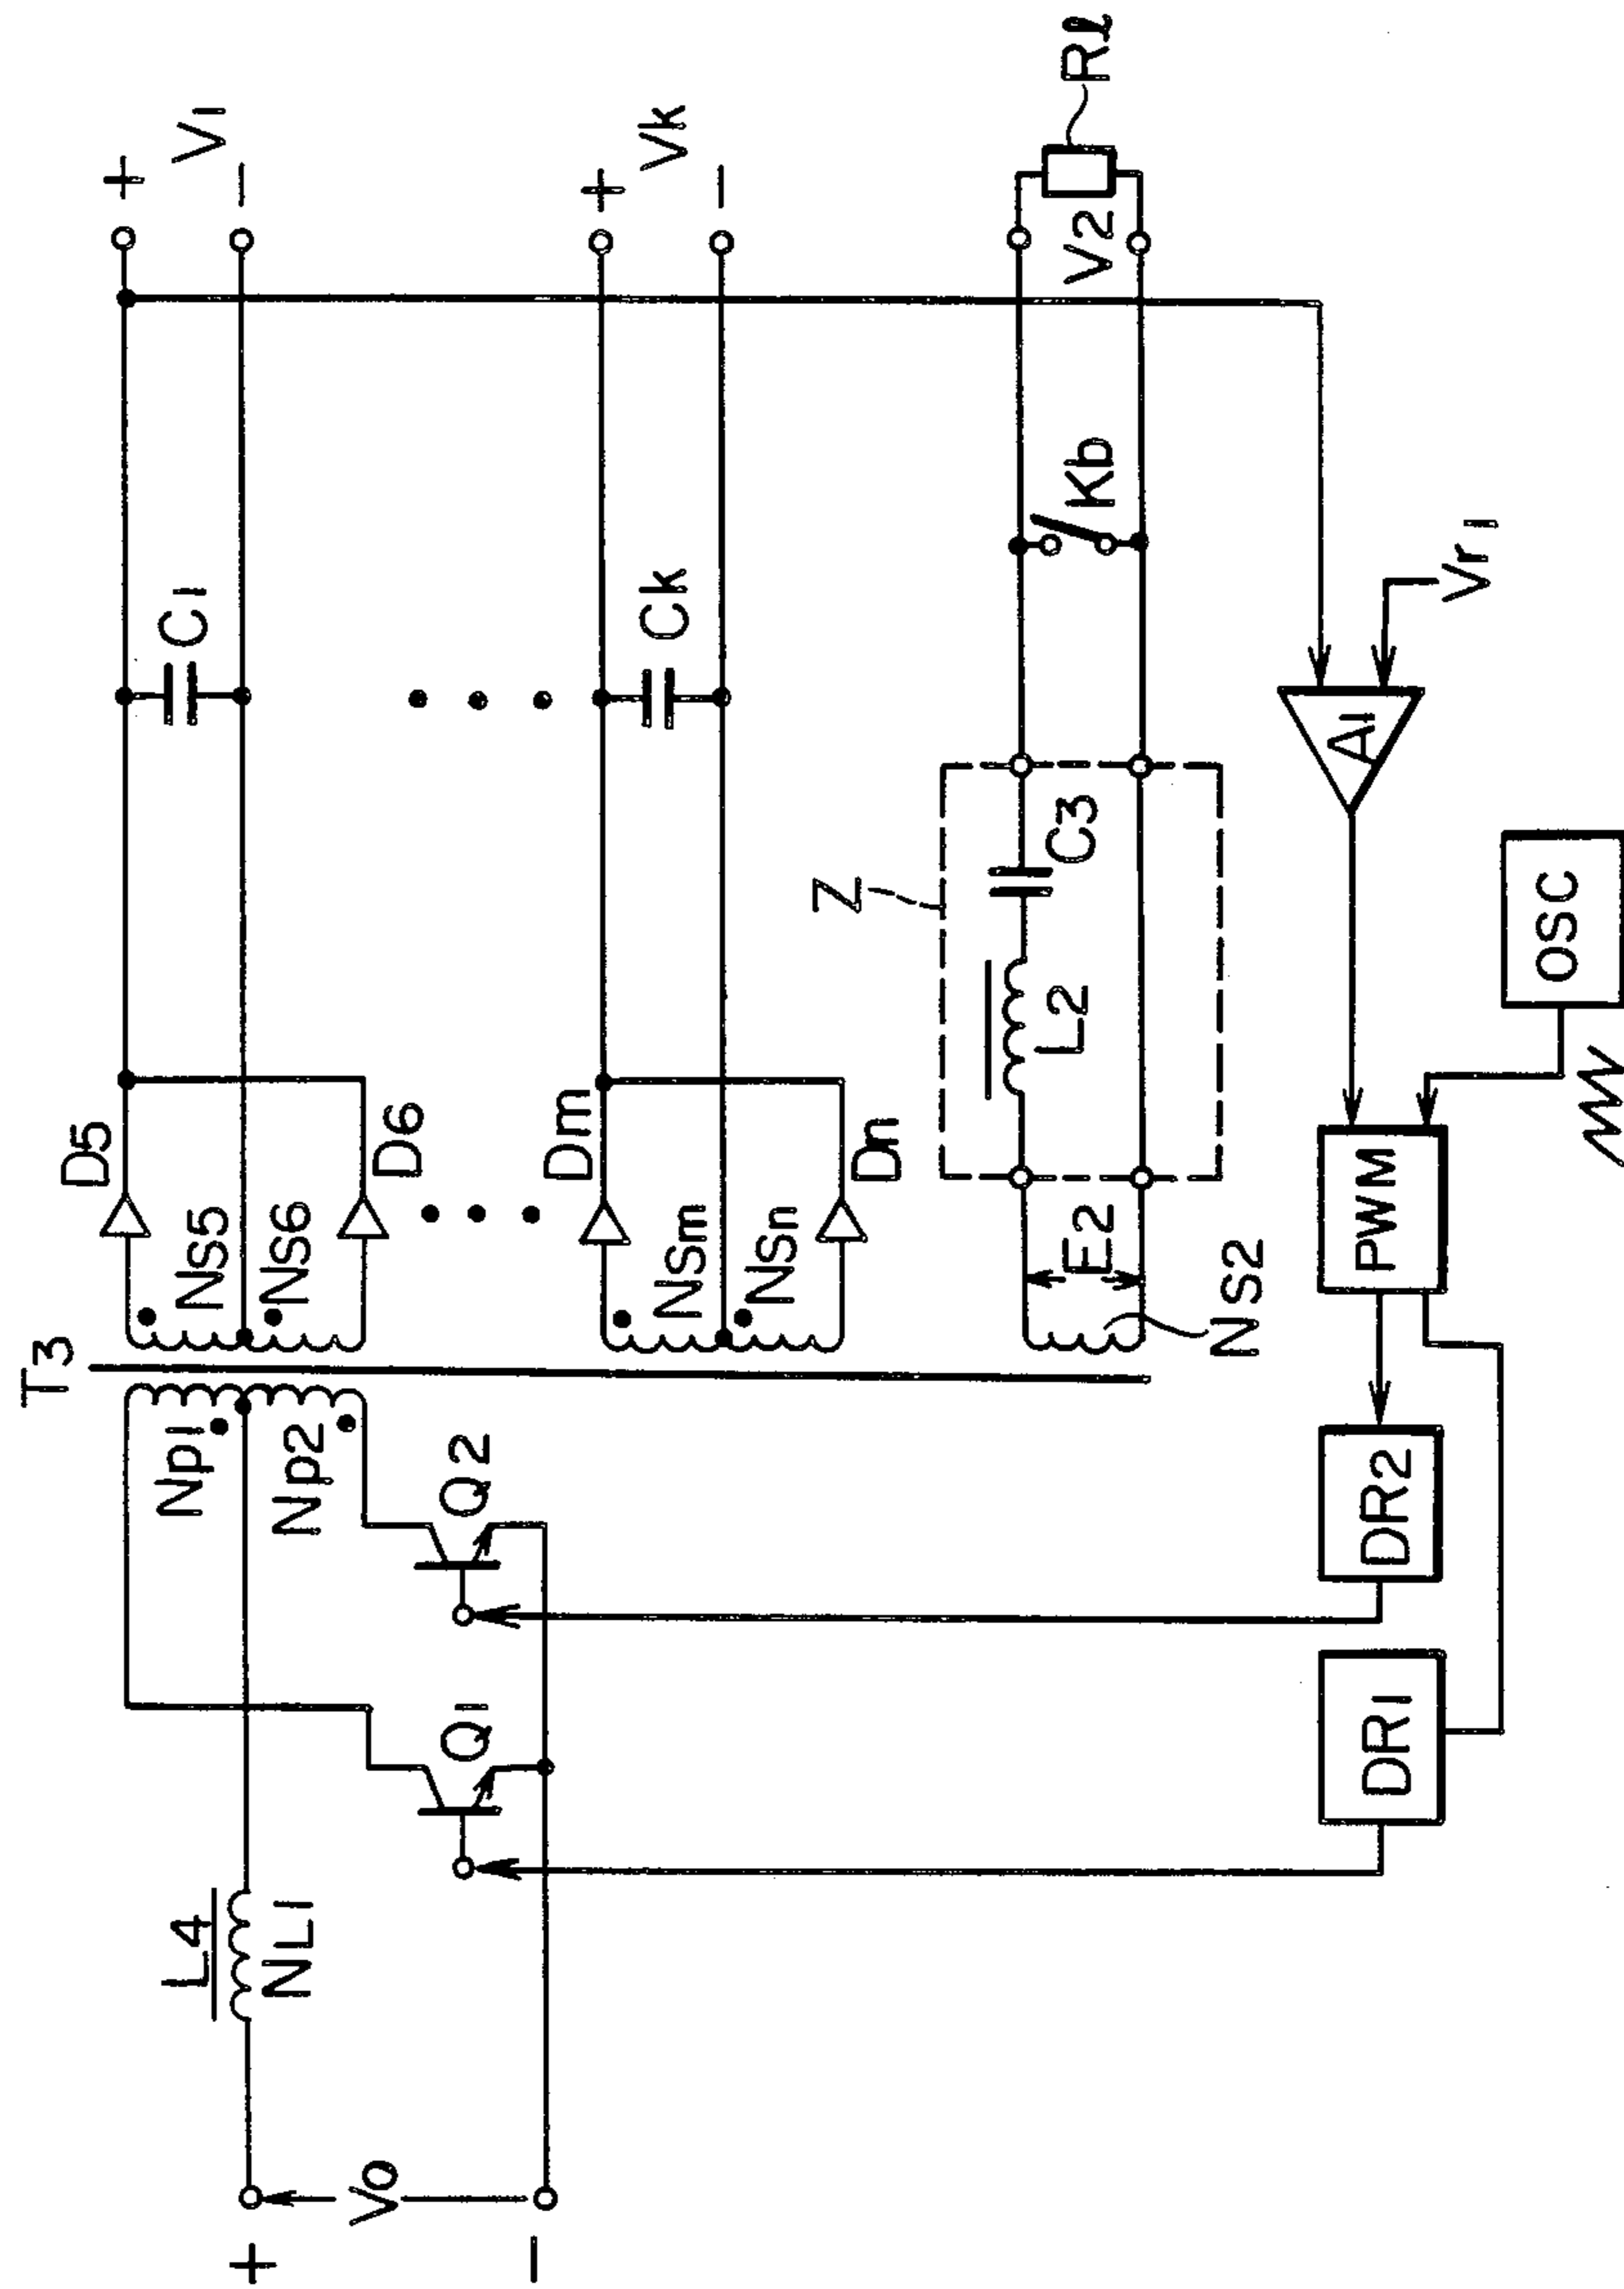 T3
L4
NL1
Np1
Np2
Q1
Q2
+
V0
−
NS5
NS6
D5
D6
C1
+
V1
−
NSm
NSn
Dm
Dn
Ck
+
Vk
−
NS2
E2
Z
L2
C3
Kb
V2
Rℓ
DR1
DR2
PWM
OSC
A1
Vr1